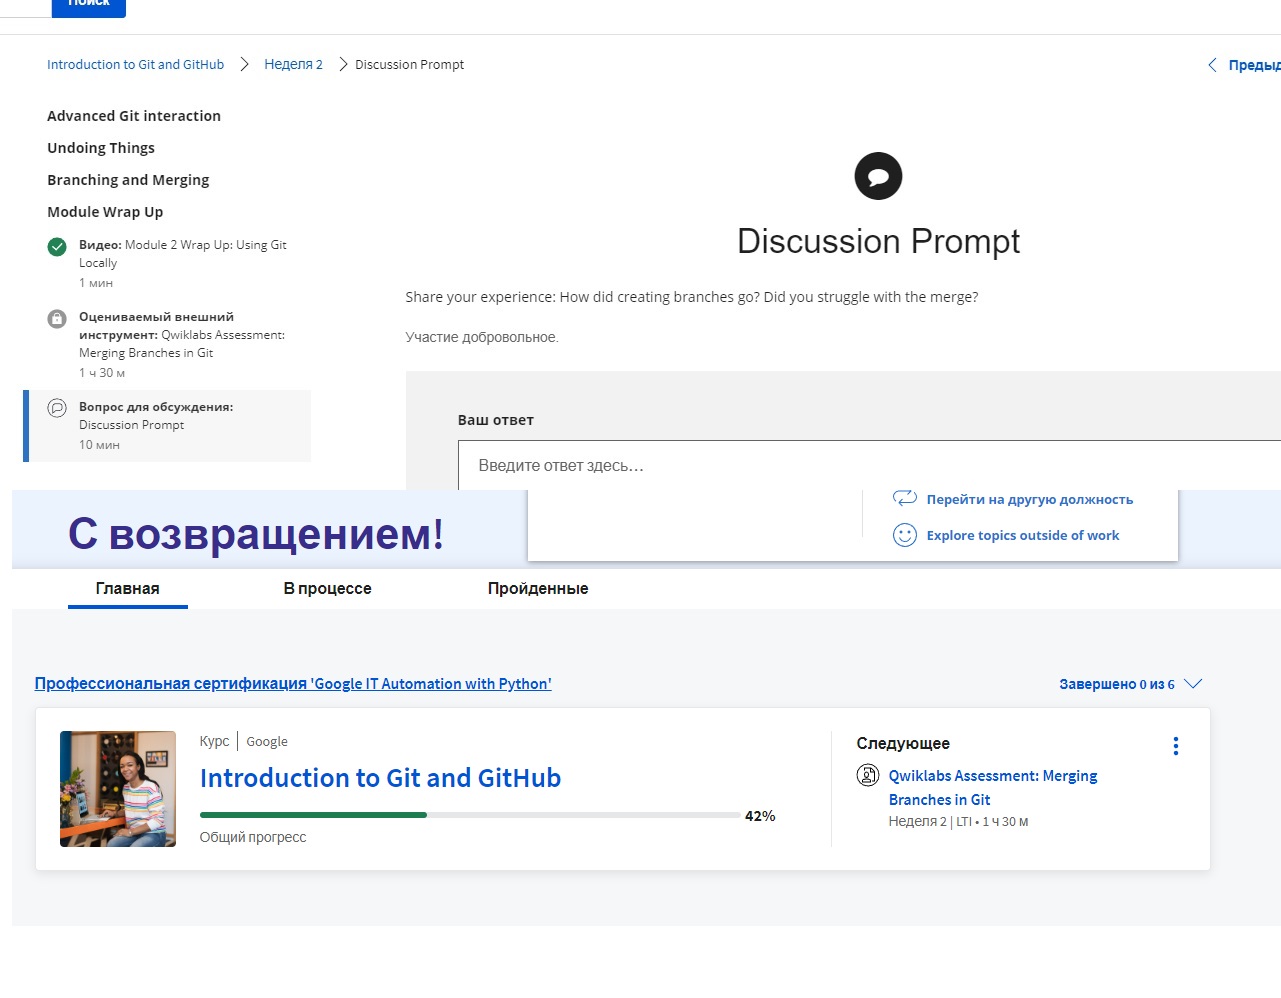 Поиск
Introduction to Git and GitHub
Неделя 2
Discussion Prompt
Предыд
Advanced Git interaction
Undoing Things
Branching and Merging
Module Wrap Up
Видео: Module 2 Wrap Up: Using Git
Locally
1 мин
Оцениваемый внешний
инструмент: Qwiklabs Assessment:
Merging Branches in Git
1 ч 30 м
Вопрос для обсуждения:
Discussion Prompt
10 мин
Discussion Prompt
Share your experience: How did creating branches go? Did you struggle with the merge?
Участие добровольное.
Ваш ответ
Введите ответ здесь...
С возвращением!
Перейти на другую должность
Explore topics outside of work
Главная
В процессе
Пройденные
Профессиональная сертификация 'Google IT Automation with Python'
Завершено 0 из 6
Курс | Google
Introduction to Git and GitHub
42%
Общий прогресс
Следующее
Qwiklabs Assessment: Merging
Branches in Git
Неделя 2 | LTI • 1 ч 30 м